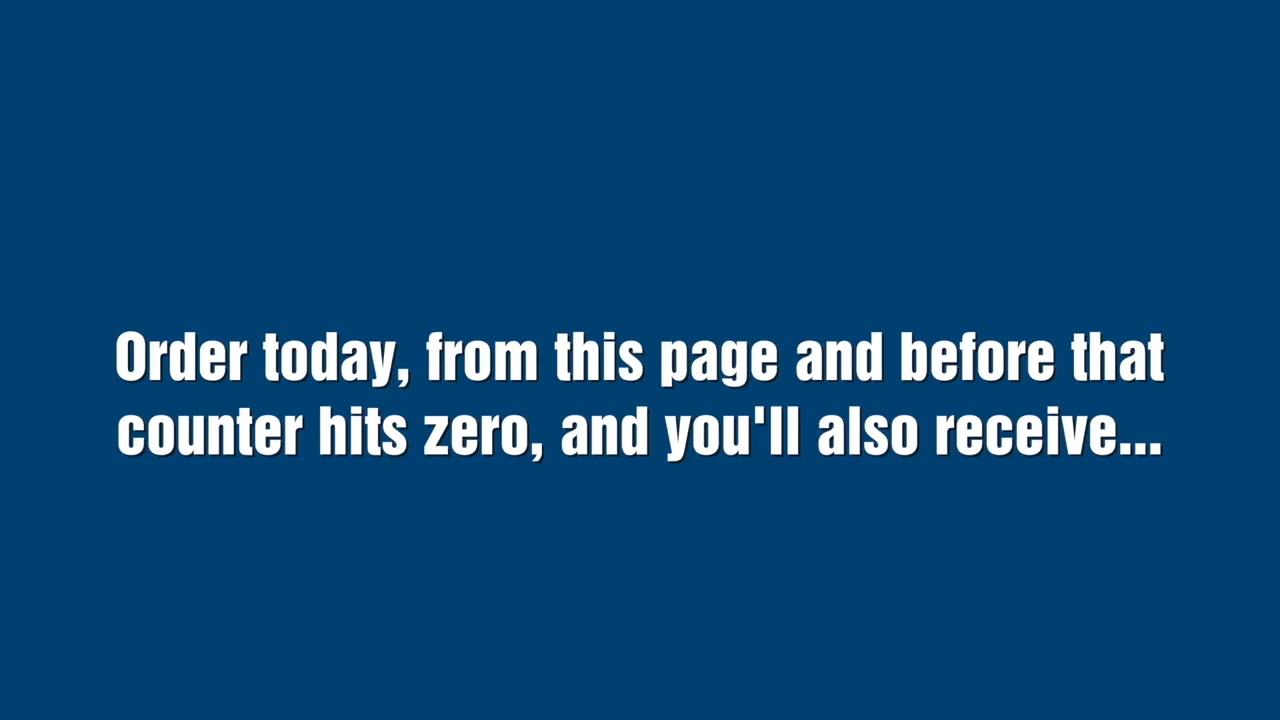 Order today, from this page and before that
counter hits zero, and you'll also receive...